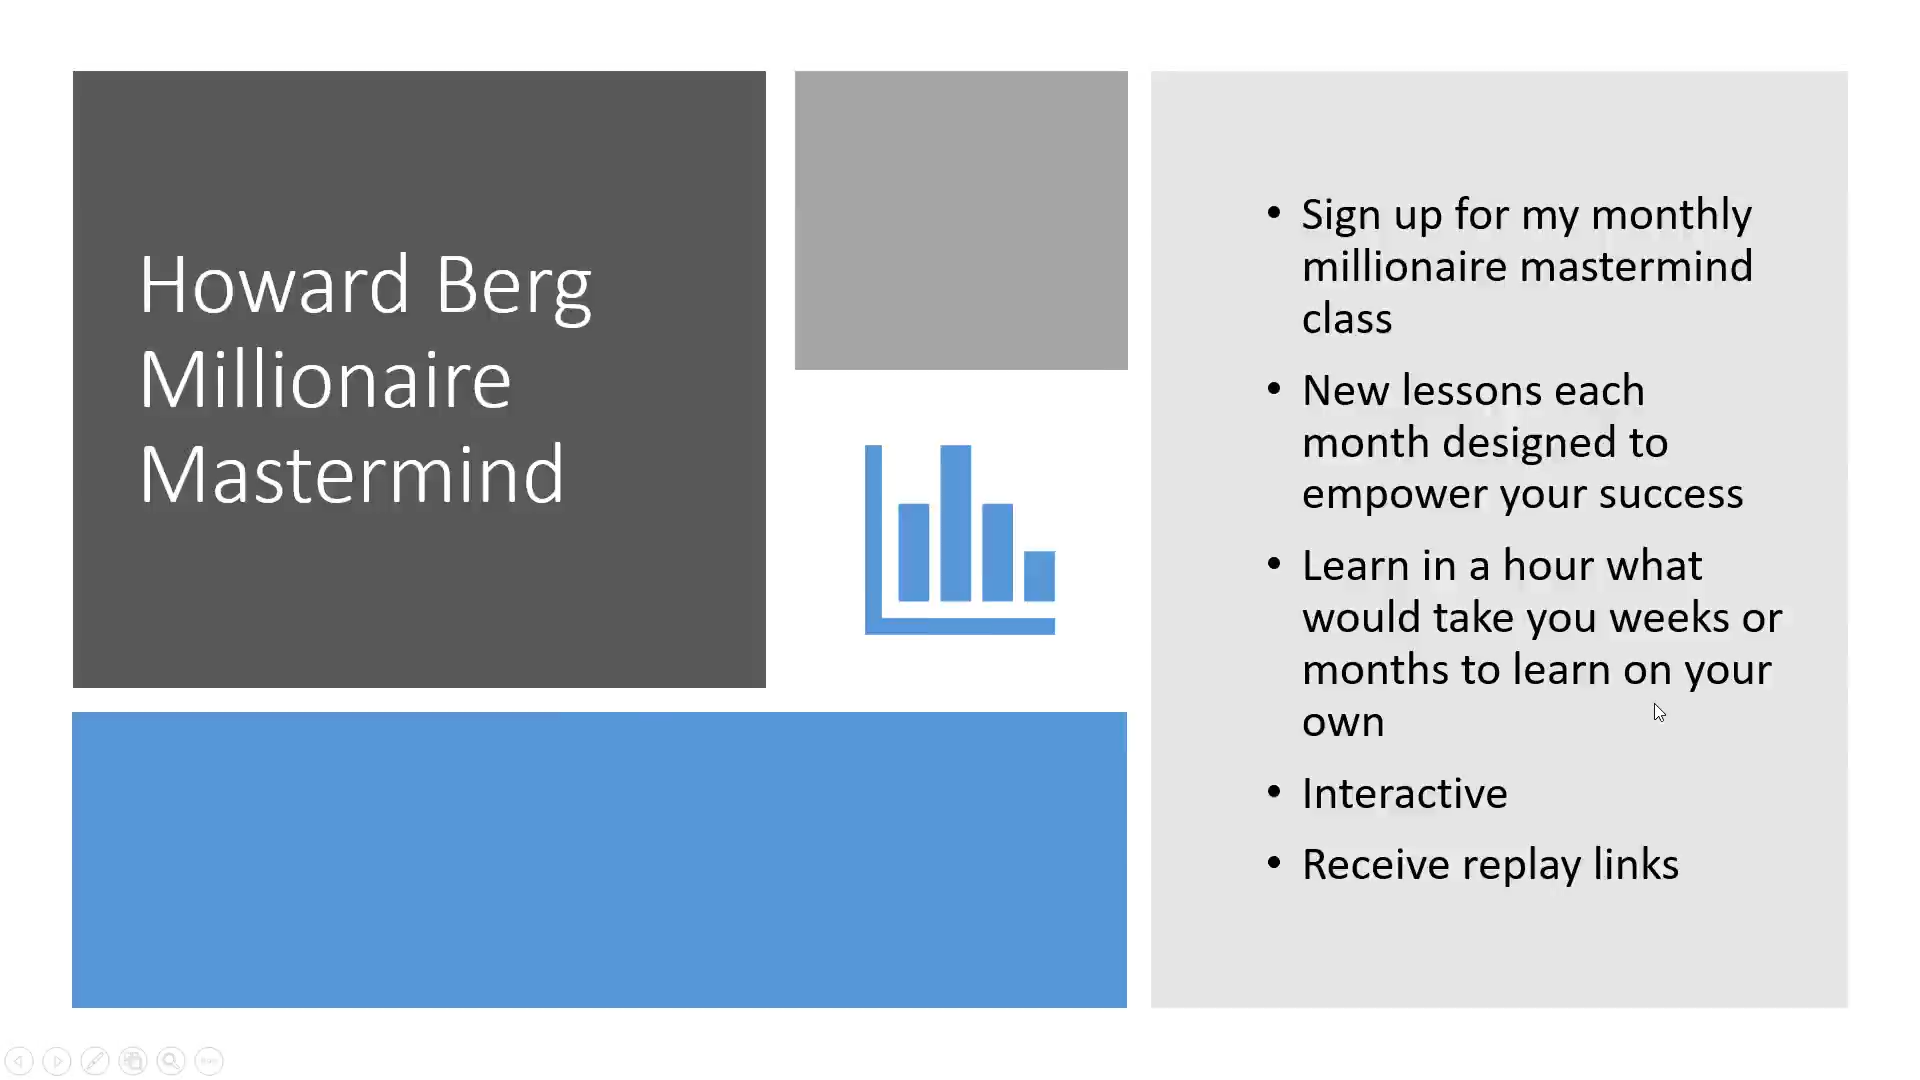 Howard Berg
Millionaire
Mastermind
• Sign up for my monthly
millionaire mastermind
class
• New lessons each
month designed to
empower your success
• Learn in a hour what
would take you weeks or
months to learn on your
own
• Interactive
• Receive replay links